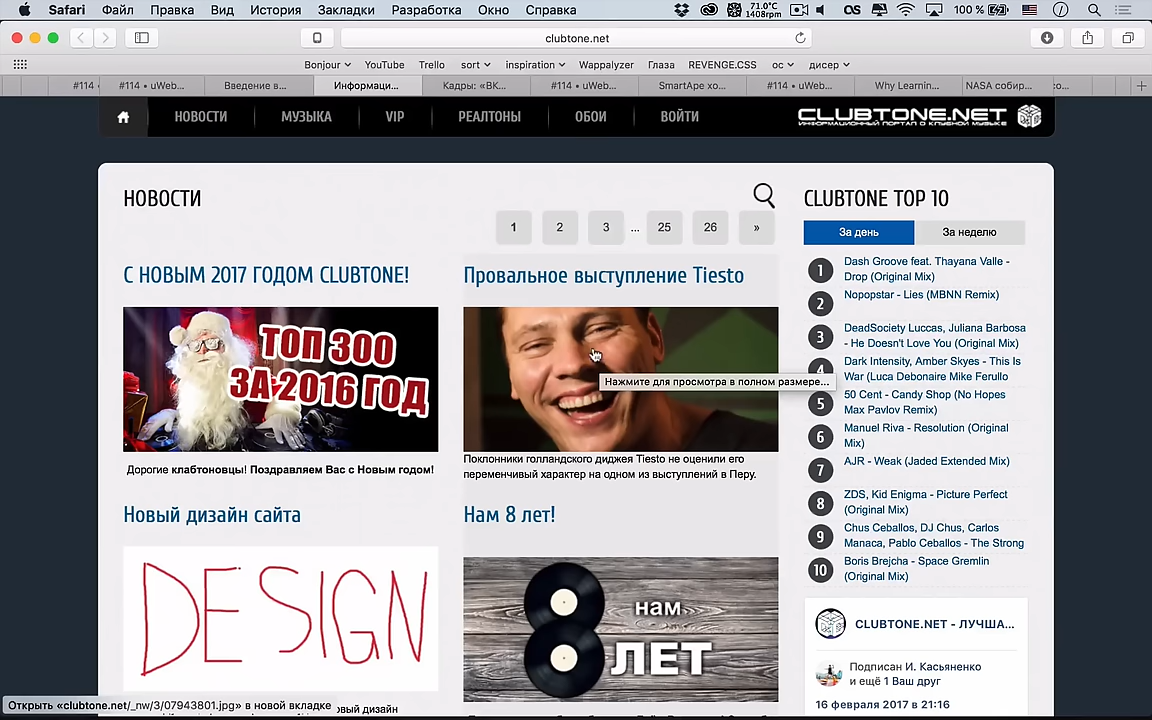 Safari Файл Правка Вид История Закладки Разработка Окно Справка
71.0°C
1408rpm
100 %
clubtone.net
Bonjour YouTube Trello sort inspiration Wappalyzer Глаза REVENGE.CSS ос дисер
#114 #114 • uWeb... Введение в... Информаци... Кадры: «ВК... #114 • uWeb... SmartApe хо... #114 • uWeb... Why Learnin... NASA собир...
НОВОСТИ МУЗЫКА VIP РЕАЛТОНЫ ОБОИ ВОЙТИ
CLUBTONE.NET
ИНФОРМАЦИОННЫЙ ПОРТАЛ О КЛУБНОЙ МУЗЫКЕ
НОВОСТИ
1 2 3 ... 25 26 »
С НОВЫМ 2017 ГОДОМ CLUBTONE!
ТОП 300
ЗА 2016 ГОД
Дорогие клабтоновцы! Поздравляем Вас с Новым годом!
Провальное выступление Tiesto
Нажмите для просмотра в полном размере...
Поклонники голландского диджея Tiesto не оценили его
переменчивый характер на одном из выступлений в Перу.
Новый дизайн сайта
DESIGN
вый дизайн
Нам 8 лет!
нам
8 ЛЕТ
CLUBTONE TOP 10
За день За неделю
1 Dash Groove feat. Thayana Valle -
Drop (Original Mix)
2 Nopopstar - Lies (MBNN Remix)
3 DeadSociety Luccas, Juliana Barbosa
- He Doesn't Love You (Original Mix)
4 Dark Intensity, Amber Skyes - This Is
War (Luca Debonaire Mike Ferullo
5 50 Cent - Candy Shop (No Hopes
Max Pavlov Remix)
6 Manuel Riva - Resolution (Original
Mix)
7 AJR - Weak (Jaded Extended Mix)
8 ZDS, Kid Enigma - Picture Perfect
(Original Mix)
9 Chus Ceballos, DJ Chus, Carlos
Manaca, Pablo Ceballos - The Strong
10 Boris Brejcha - Space Gremlin
(Original Mix)
CLUBTONE.NET - ЛУЧША...
Подписан И. Касьяненко
и ещё 1 Ваш друг
16 февраля 2017 в 21:16
Открыть «clubtone.net/_nw/3/07943801.jpg» в новой вкладке